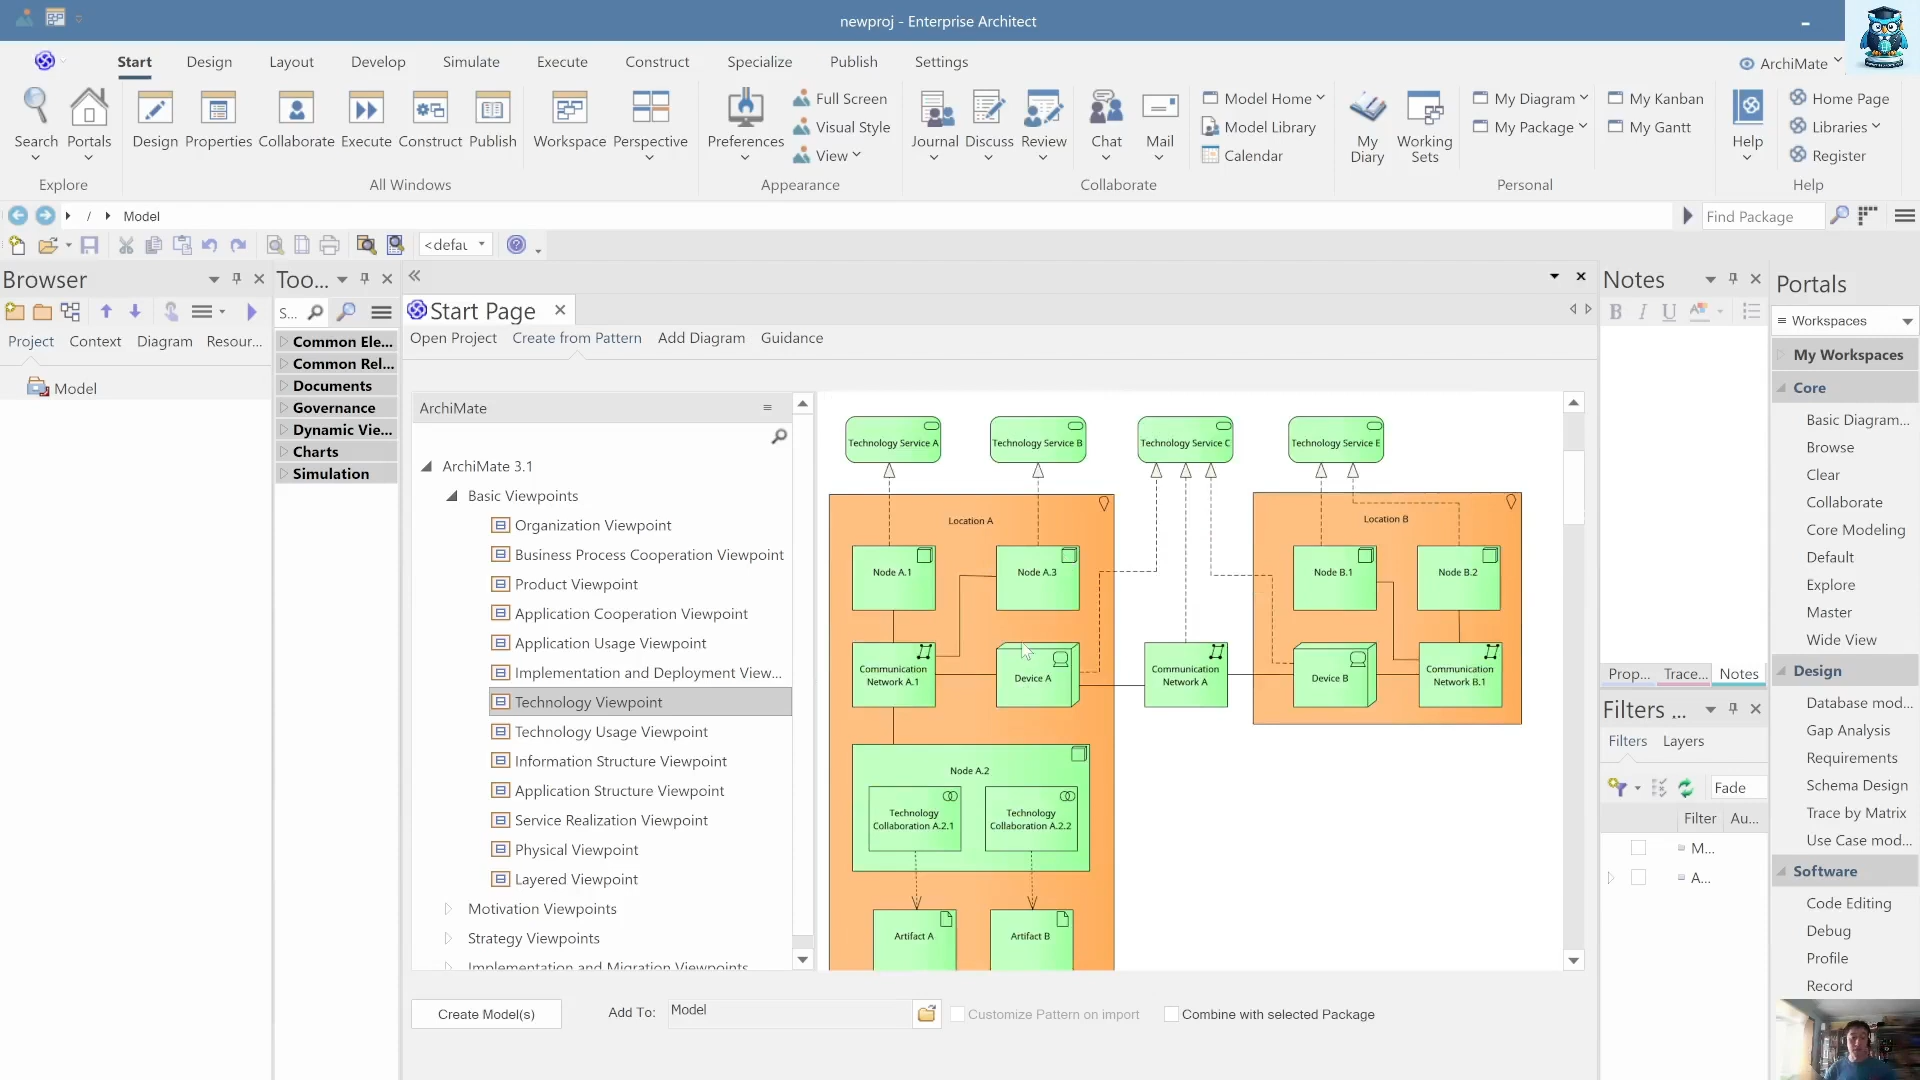 newproj - Enterprise Architect
Start Design Layout Develop Simulate Execute Construct Specialize Publish Settings
ArchiMate
Search Portals
Explore
Design Properties Collaborate Execute Construct Publish Workspace Perspective
All Windows
Preferences
Full Screen
Visual Style
View
Appearance
Journal Discuss Review Chat Mail
Model Home
Model Library
Calendar
Collaborate
My Diary
Working Sets
My Diagram
My Package
My Kanban
My Gantt
Personal
Help
Home Page
Libraries
Register
Help
/ Model
Find Package
<defau
Browser
Project Context Diagram Resour...
Model
Too...
S...
Common Ele...
Common Rel...
Documents
Governance
Dynamic Vie...
Charts
Simulation
Start Page
Open Project Create from Pattern Add Diagram Guidance
ArchiMate
ArchiMate 3.1
Basic Viewpoints
Organization Viewpoint
Business Process Cooperation Viewpoint
Product Viewpoint
Application Cooperation Viewpoint
Application Usage Viewpoint
Implementation and Deployment View...
Technology Viewpoint
Technology Usage Viewpoint
Information Structure Viewpoint
Application Structure Viewpoint
Service Realization Viewpoint
Physical Viewpoint
Layered Viewpoint
Motivation Viewpoints
Strategy Viewpoints
Implementation and Migration Viewpoints
Technology Service A
Technology Service B
Technology Service C
Technology Service E
Location A
Location B
Node A.1
Node A.3
Node B.1
Node B.2
Communication
Network A.1
Device A
Communication
Network A
Device B
Communication
Network B.1
Node A.2
Technology
Collaboration A.2.1
Technology
Collaboration A.2.2
Artifact A
Artifact B
Create Model(s)
Add To: Model
Customize Pattern on import
Combine with selected Package
Notes
B I U
Prop... Trace... Notes
Filters ...
Filters Layers
Fade
Filter Au...
M...
A...
Portals
Workspaces
My Workspaces
Core
Basic Diagram...
Browse
Clear
Collaborate
Core Modeling
Default
Explore
Master
Wide View
Design
Database mod...
Gap Analysis
Requirements
Schema Design
Trace by Matrix
Use Case mod...
Software
Code Editing
Debug
Profile
Record